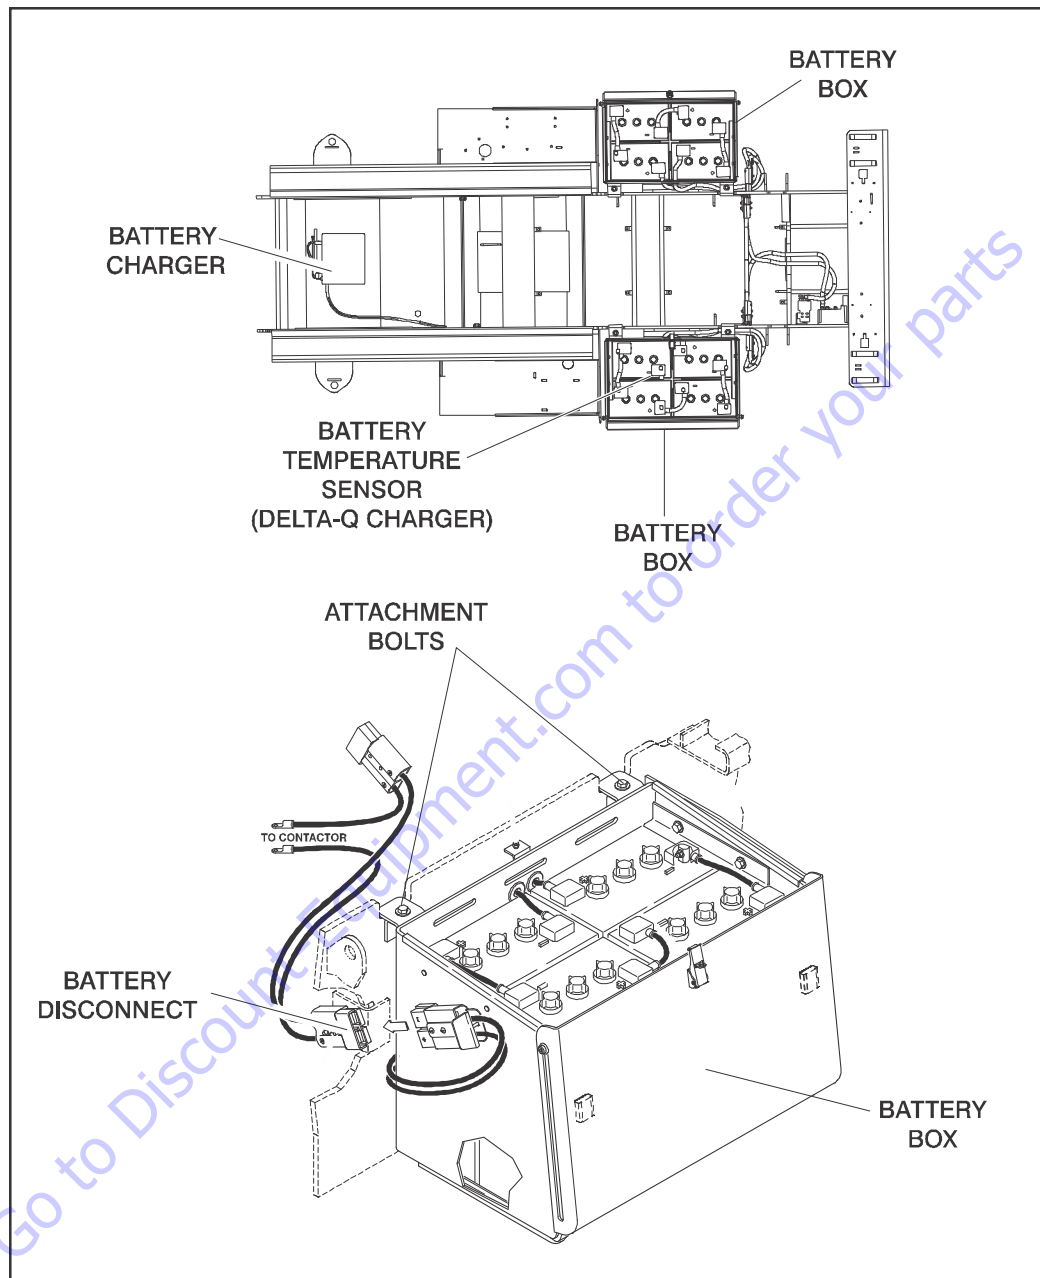 BATTERY
BOX
BATTERY
CHARGER
BATTERY
TEMPERATURE
SENSOR
(DELTA-Q CHARGER)
BATTERY
BOX
ATTACHMENT
BOLTS
TO CONTACTOR
BATTERY
DISCONNECT
BATTERY
BOX
Go to Discount-Equipment.com to order your parts